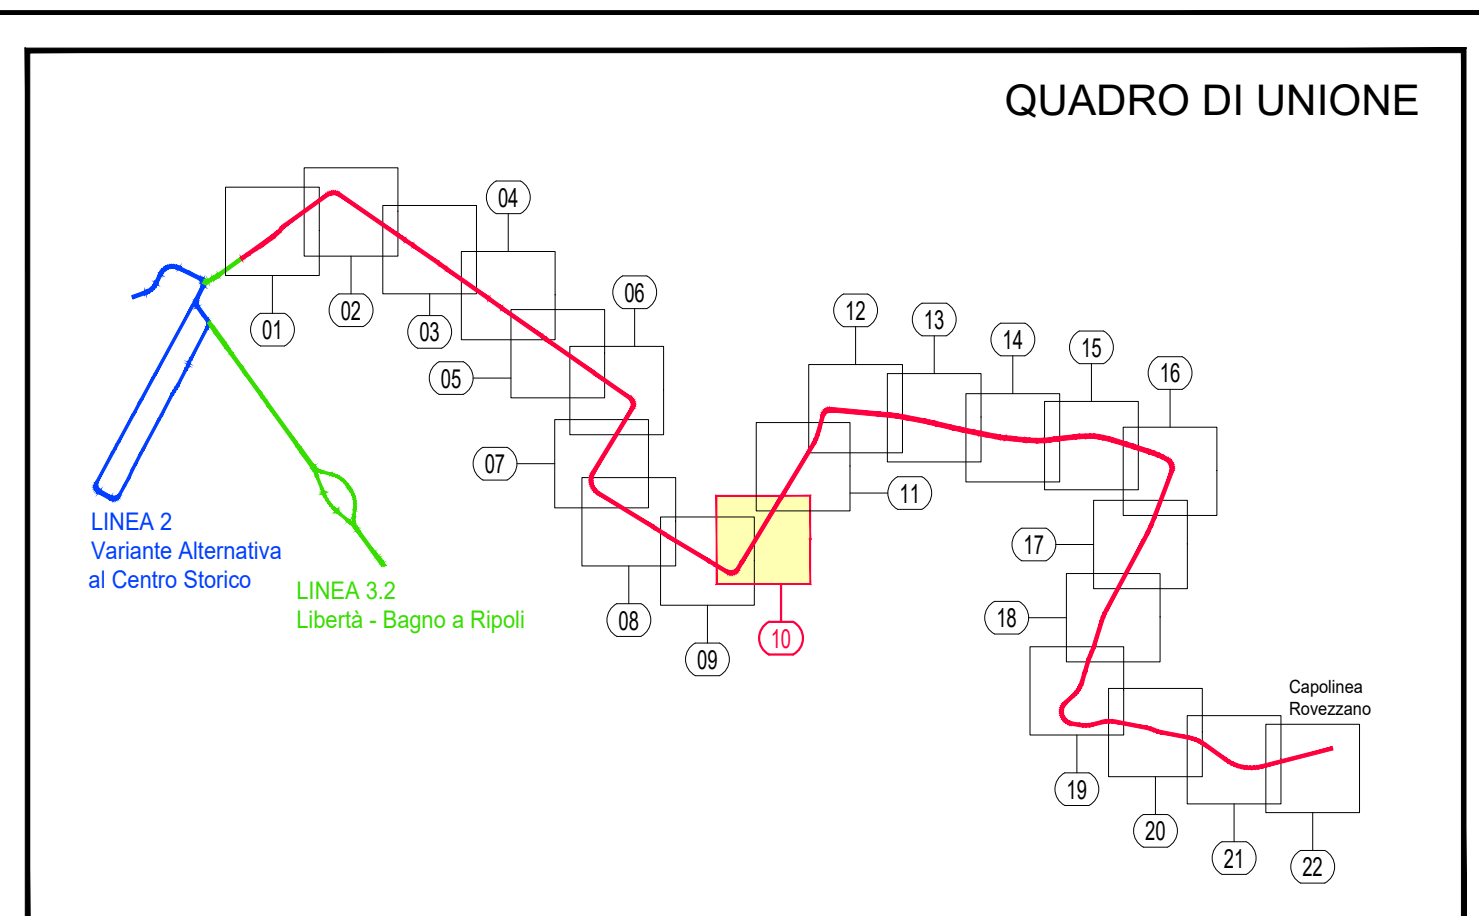 QUADRO DI UNIONE
01
02
03
04
05
06
07
08
09
10
11
12
13
14
15
16
17
18
19
20
21
22
LINEA 2
Variante Alternativa
al Centro Storico
LINEA 3.2
Libertà - Bagno a Ripoli
Capolinea
Rovezzano